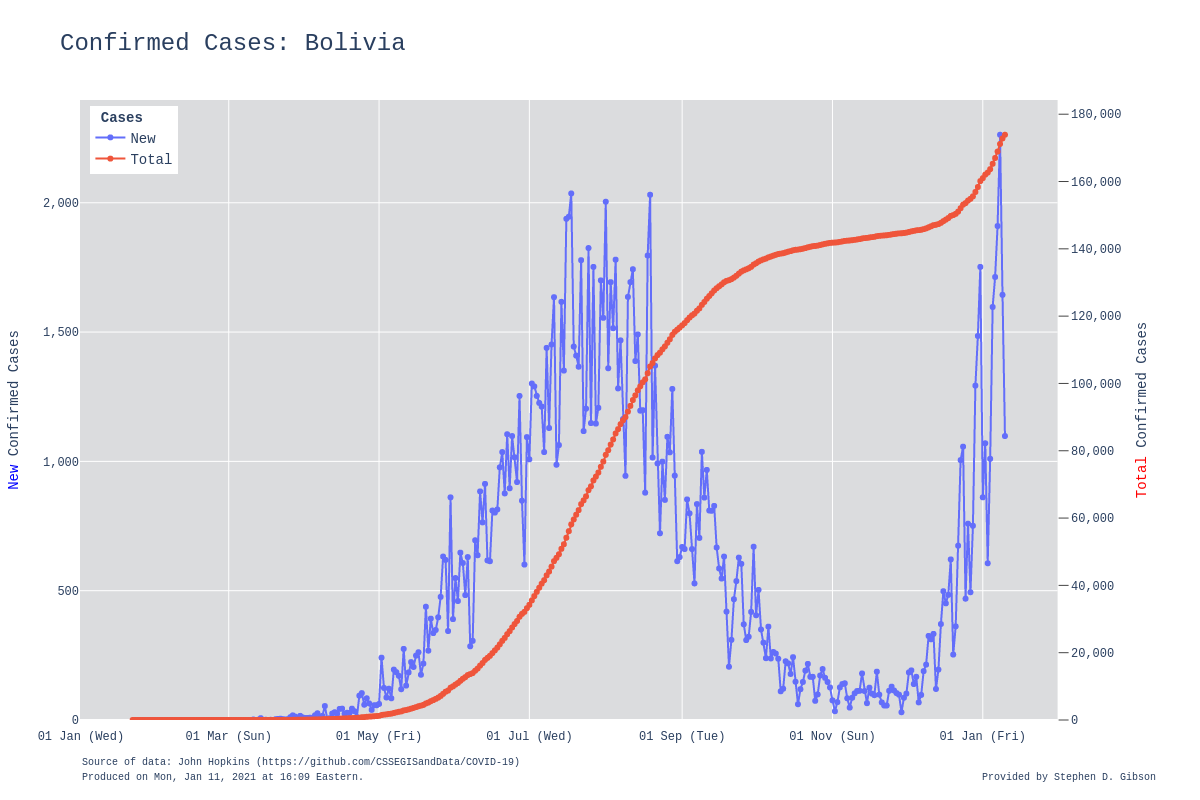 Confirmed Cases: Bolivia
Cases
New
Total
2,000
1,500
1,000
500
0
New Confirmed Cases
180,000
160,000
140,000
120,000
100,000
80,000
60,000
40,000
20,000
0
Total Confirmed Cases
01 Jan (Wed) 01 Mar (Sun) 01 May (Fri) 01 Jul (Wed) 01 Sep (Tue) 01 Nov (Sun) 01 Jan (Fri)
Source of data: John Hopkins (https://github.com/CSSEGISandData/COVID-19)
Produced on Mon, Jan 11, 2021 at 16:09 Eastern.
Provided by Stephen D. Gibson